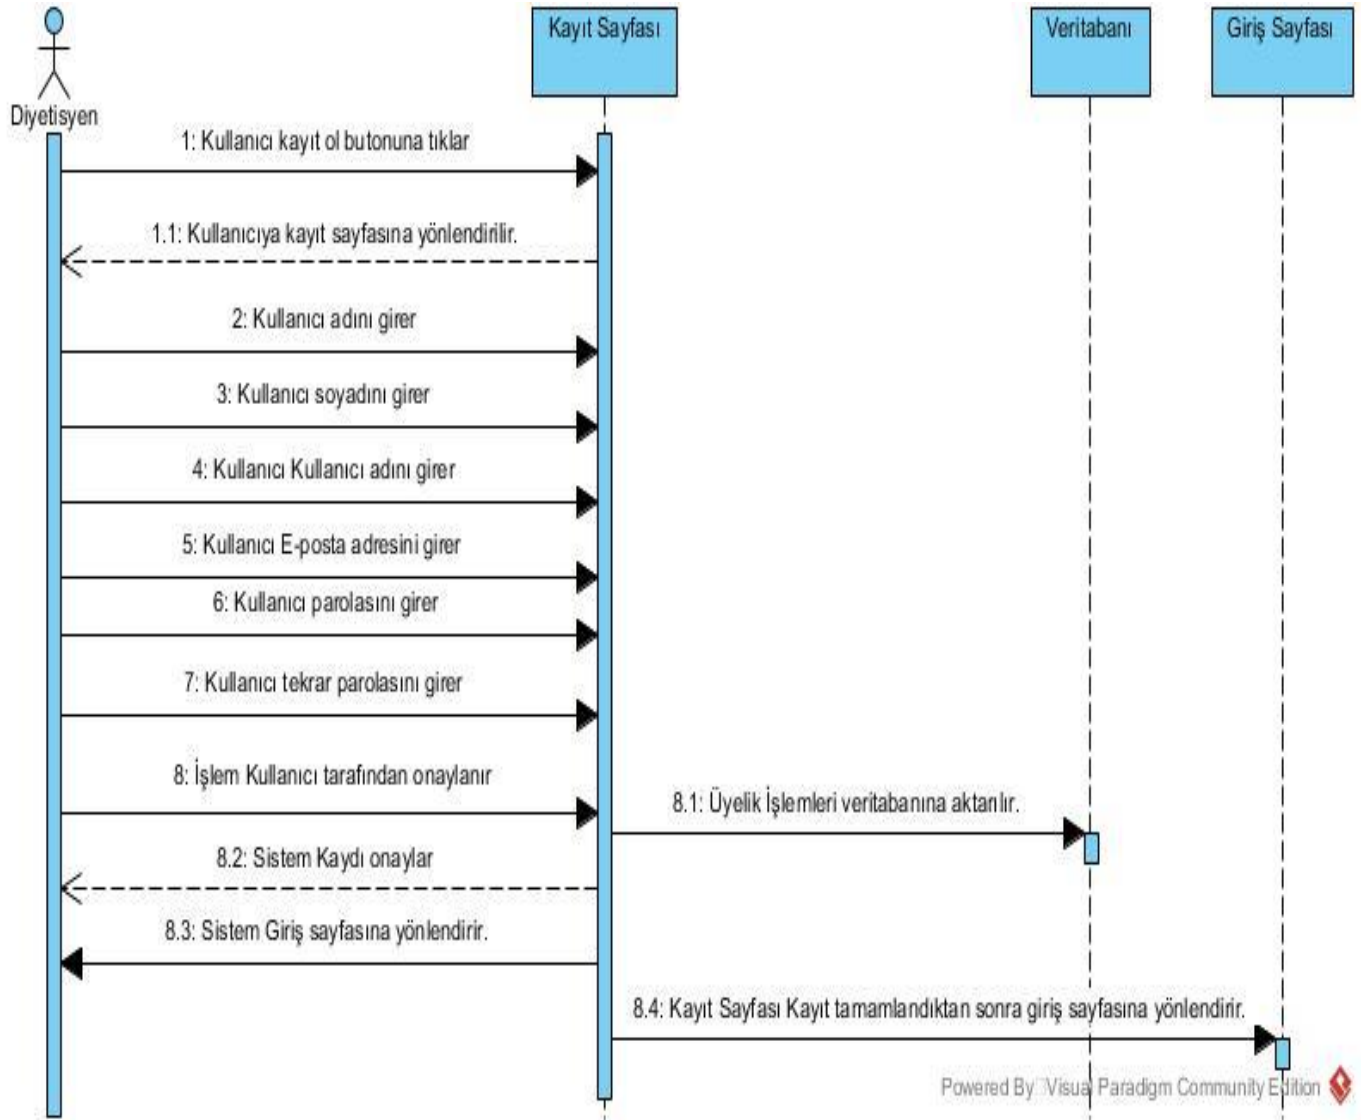 Kayıt Sayfası
Veritabanı
Giriş Sayfası
Diyetisyen
1: Kullanıcı kayıt ol butonuna tıklar
1.1: Kullanıcıya kayıt sayfasına yönlendirilir.
2: Kullanıcı adını girer
3: Kullanıcı soyadını girer
4: Kullanıcı Kullanıcı adını girer
5: Kullanıcı E-posta adresini girer
6: Kullanıcı parolasını girer
7: Kullanıcı tekrar parolasını girer
8: İşlem Kullanıcı tarafından onaylanır
8.1: Üyelik İşlemleri veritabanına aktarılır.
8.2: Sistem Kaydı onaylar
8.3: Sistem Giriş sayfasına yönlendirir.
8.4: Kayıt Sayfası Kayıt tamamlandıktan sonra giriş sayfasına yönlendirir.
Powered By Visual Paradigm Community Edition